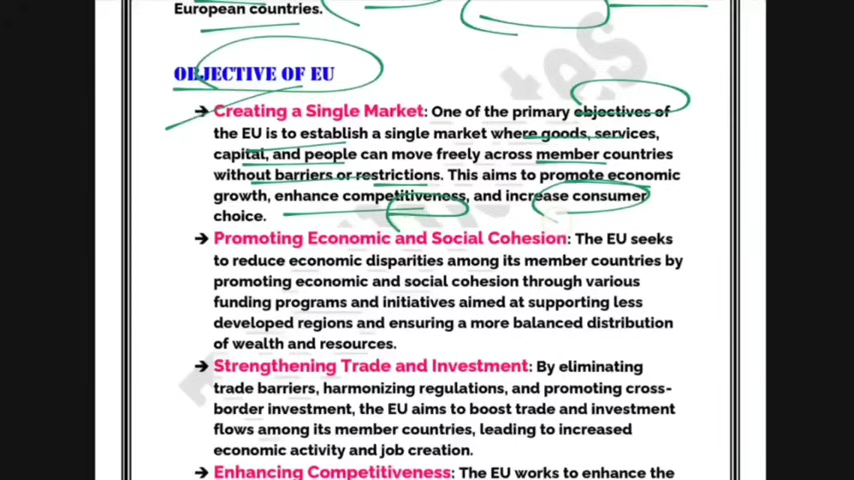 European countries.
OBJECTIVE OF EU
→ Creating a Single Market: One of the primary objectives of
the EU is to establish a single market where goods, services,
capital, and people can move freely across member countries
without barriers or restrictions. This aims to promote economic
growth, enhance competitiveness, and increase consumer
choice.
→ Promoting Economic and Social Cohesion: The EU seeks
to reduce economic disparities among its member countries by
promoting economic and social cohesion through various
funding programs and initiatives aimed at supporting less
developed regions and ensuring a more balanced distribution
of wealth and resources.
→ Strengthening Trade and Investment: By eliminating
trade barriers, harmonizing regulations, and promoting cross-
border investment, the EU aims to boost trade and investment
flows among its member countries, leading to increased
economic activity and job creation.
→ Enhancing Competitiveness: The EU works to enhance the